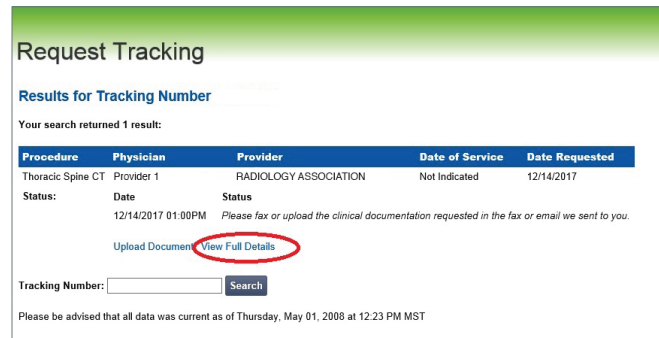 Request Tracking
Results for Tracking Number
Your search returned 1 result:
Procedure Physician Provider Date of Service Date Requested
Thoracic Spine CT Provider 1 RADIOLOGY ASSOCIATION Not Indicated 12/14/2017
Status: Date Status
12/14/2017 01:00PM Please fax or upload the clinical documentation requested in the fax or email we sent to you.
Upload Document View Full Details
Tracking Number: Search
Please be advised that all data was current as of Thursday, May 01, 2008 at 12:23 PM MST